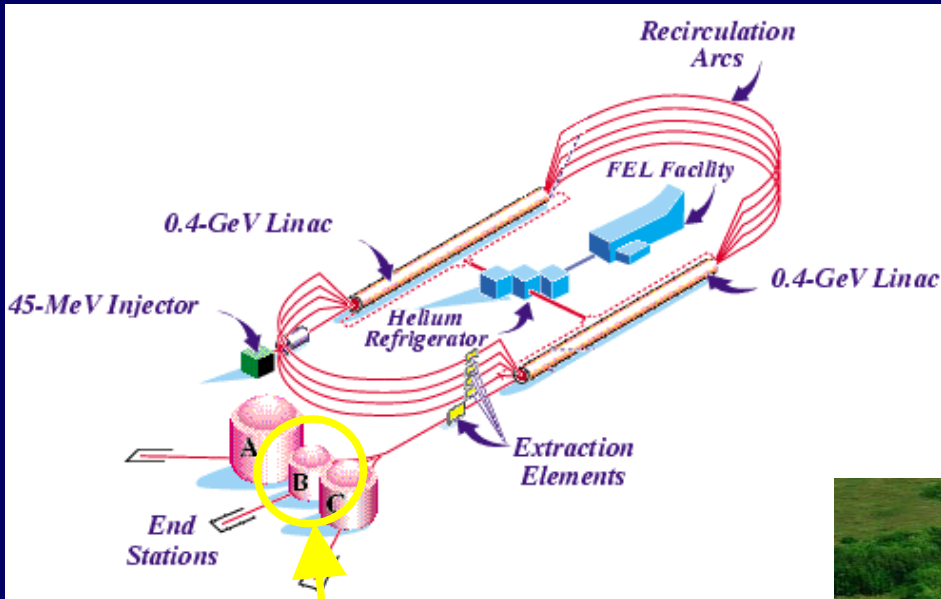 Recirculation
Arcs
FEL Facility
0.4-GeV Linac
0.4-GeV Linac
45-MeV Injector
Helium
Refrigerator
A
B
C
Extraction
Elements
End
Stations